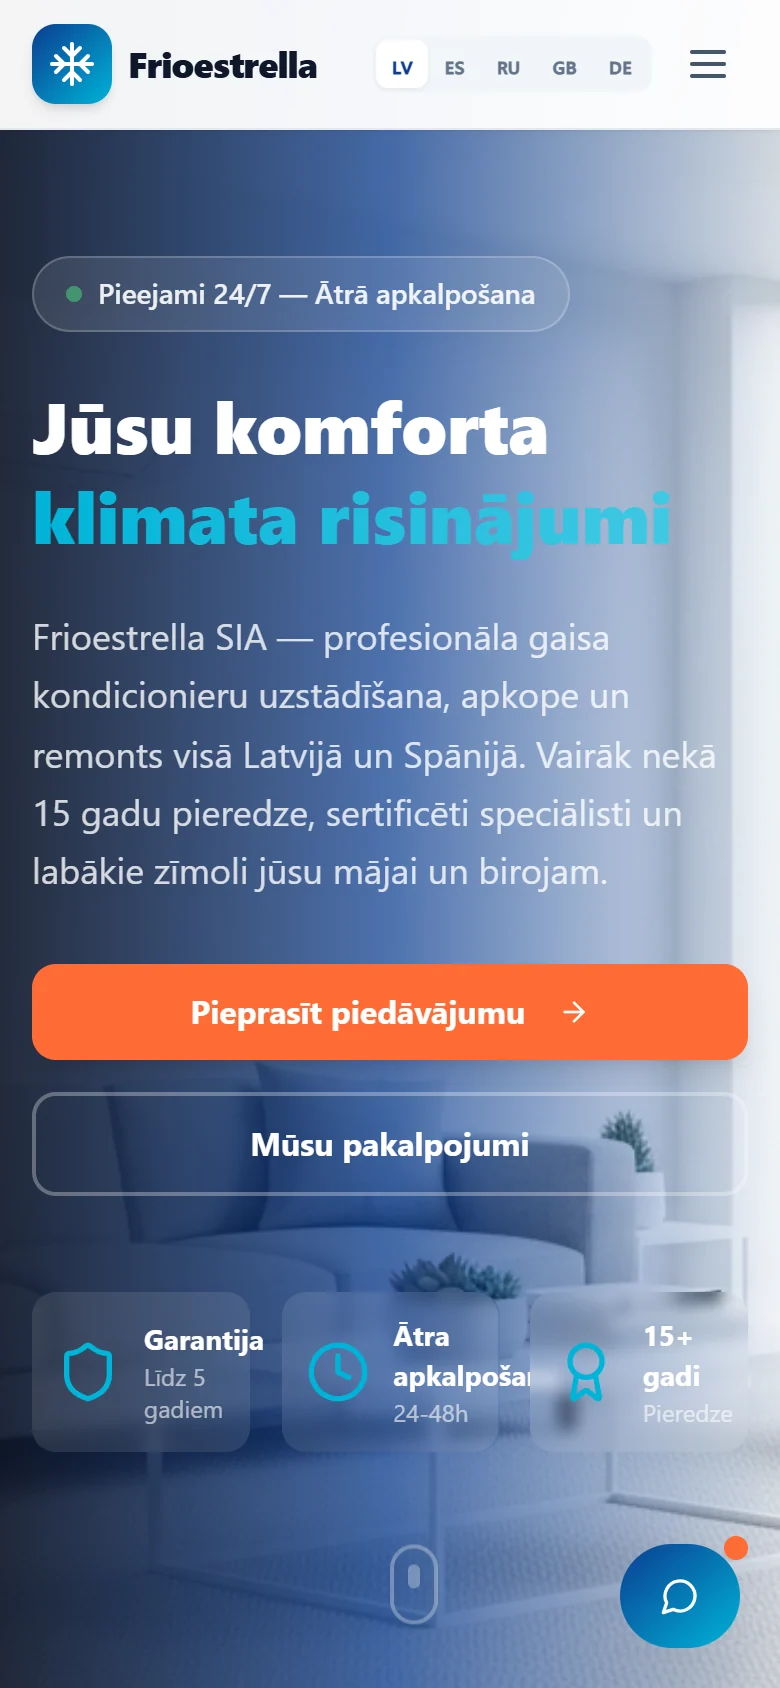 Frioestrella
LV ES RU GB DE
Pieejami 24/7 — Ātrā apkalpošana
Jūsu komforta
klimata risinājumi
Frioestrella SIA — profesionāla gaisa
kondicionieru uzstādīšana, apkope un
remonts visā Latvijā un Spānijā. Vairāk nekā
15 gadu pieredze, sertificēti speciālisti un
labākie zīmoli jūsu mājai un birojam.
Pieprasīt piedāvājumu
Mūsu pakalpojumi
Garantija
Līdz 5
gadiem
Ātra
24-48h
15+
gadi
Pieredze